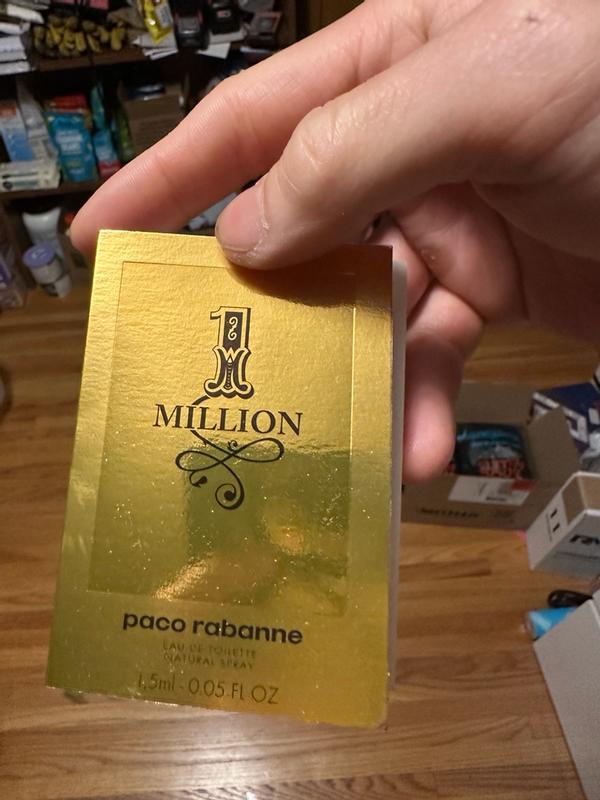 1
MILLION
paco rabanne
EAU DE TOILETTE
NATURAL SPRAY
1,5ml - 0.05.FL OZ